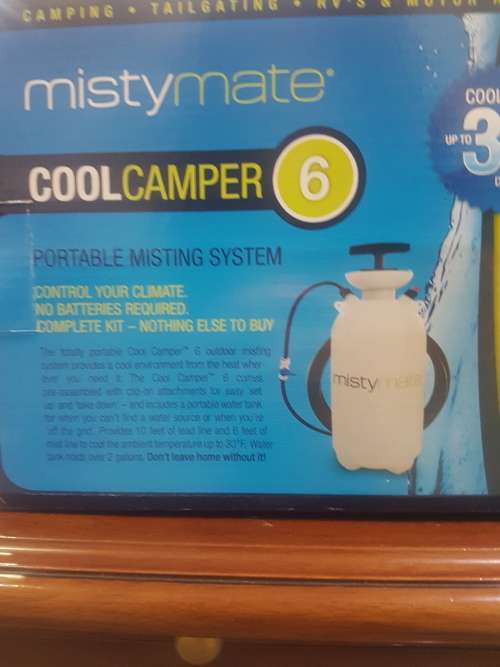 CAMPING • TAILGATING • RV'S & MOTOR
mistymate
COOL
UP TO 3
COOLCAMPER 6
PORTABLE MISTING SYSTEM
CONTROL YOUR CLIMATE.
NO BATTERIES REQUIRED.
COMPLETE KIT – NOTHING ELSE TO BUY
The totally portable Cool Camper™ 6 outdoor misting
system provides a cool environment from the heat wher-
ever you need it. The Cool Camper™ 6 comes
pre-assembled with clip-on attachments for easy set
up and take down – and includes a portable water tank
for when you can't find a water source or when you're
off the grid. Provides 10 feet of lead line and 6 feet of
mist line to cool the ambient temperature up to 30°F. Water
tank holds over 2 gallons. Don't leave home without it!
mistymate